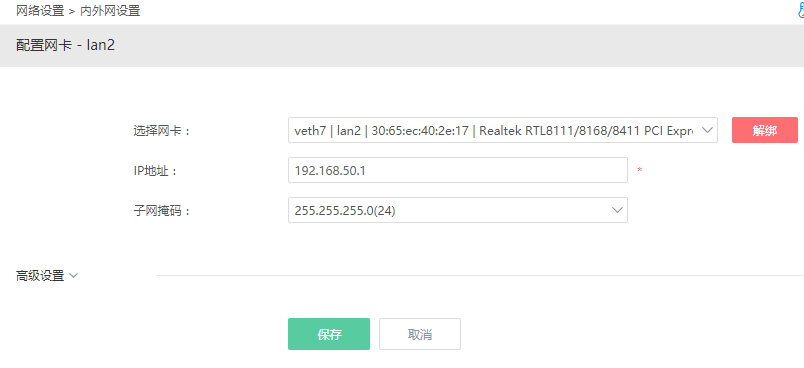 网络设置 > 内外网设置
配置网卡 - lan2
选择网卡： veth7 | lan2 | 30:65:ec:40:2e:17 | Realtek RTL8111/8168/8411 PCI Expre 解绑
IP地址： 192.168.50.1 *
子网掩码： 255.255.255.0(24)
高级设置
保存 取消